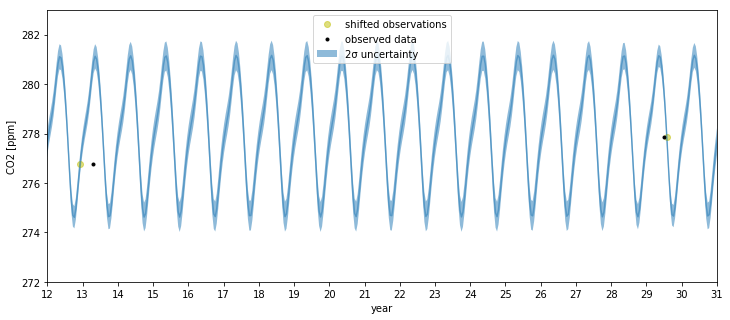 282
280
278
276
274
272
CO2 [ppm]
shifted observations
observed data
2σ uncertainty
12 13 14 15 16 17 18 19 20 21 22 23 24 25 26 27 28 29 30 31
year